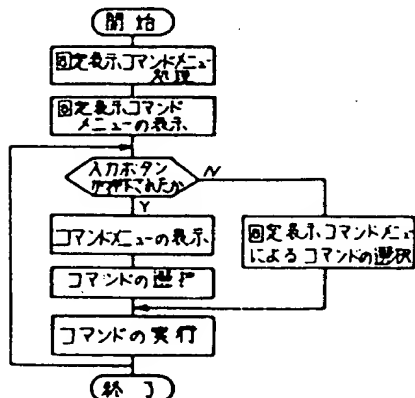 開始
固定表示コマンドメニュー
処理
固定表示コマンド
メニューの表示
入力ボタン
が押下されたか
N
Y
コマンドメニューの表示
固定表示コマンドメニュー
によるコマンドの選択
コマンドの選択
コマンドの実行
終了